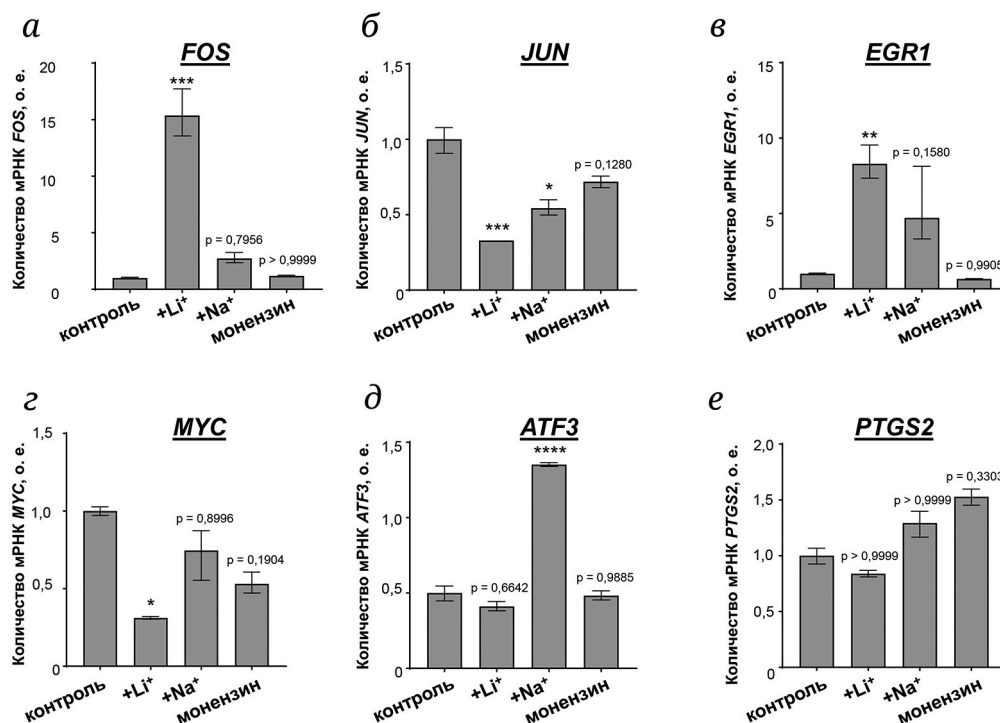 а
FOS
Количество мРНК FOS, о. е.
20
15
10
5
0
***
p = 0,7956
p > 0,9999
контроль
+Li⁺
+Na⁺
монензин
б
JUN
Количество мРНК JUN, о. е.
1,5
1,0
0,5
0
***
*
p = 0,1280
контроль
+Li⁺
+Na⁺
монензин
в
EGR1
Количество мРНК EGR1, о. е.
15
10
5
0
**
p = 0,1580
p = 0,9905
контроль
+Li⁺
+Na⁺
монензин
г
MYC
Количество мРНК MYC, о. е.
1,5
1,0
0,5
0
*
p = 0,8996
p = 0,1904
контроль
+Li⁺
+Na⁺
монензин
д
ATF3
Количество мРНК ATF3, о. е.
1,5
1,0
0,5
0
p = 0,6642
****
p = 0,9885
контроль
+Li⁺
+Na⁺
монензин
е
PTGS2
Количество мРНК PTGS2, о. е.
2,0
1,5
1,0
0,5
0
p > 0,9999
p > 0,9999
p = 0,3303
контроль
+Li⁺
+Na⁺
монензин